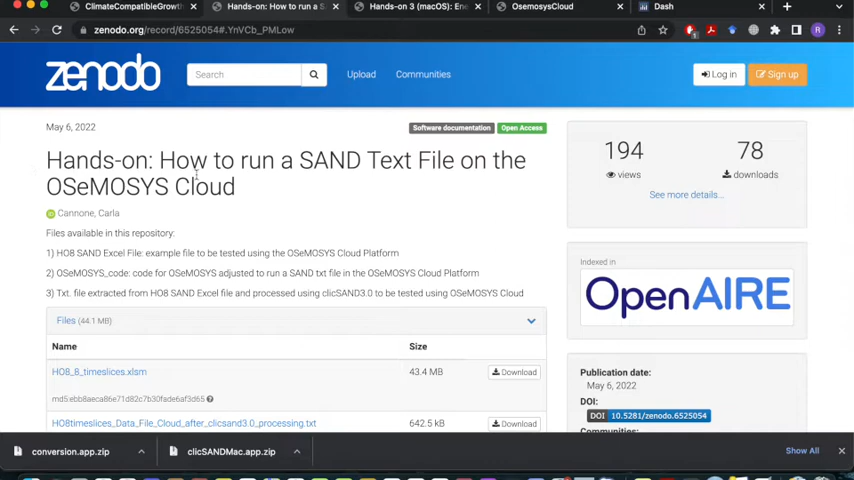 ClimateCompatibleGrowth
Hands-on: How to run a S
Hands-on 3 (macOS): Ene
OsemosysCloud
Dash
zenodo.org/record/6525054#.YnVCb_PMLow
R
zenodo
Search
Upload
Communities
Log in
Sign up
May 6, 2022
Software documentation
Open Access
Hands-on: How to run a SAND Text File on the
OSeMOSYS Cloud
Cannone, Carla
Files available in this repository:
1) HO8 SAND Excel File: example file to be tested using the OSeMOSYS Cloud Platform
2) OSeMOSYS_code: code for OSeMOSYS adjusted to run a SAND txt file in the OSeMOSYS Cloud Platform
3) Txt. file extracted from HO8 SAND Excel file and processed using clicSAND3.0 to be tested using OSeMOSYS Cloud
Files (44.1 MB)
Name Size
HO8_8_timeslices.xlsm 43.4 MB Download
md5:ebb8aeca86e71d82c7b30fade6af3d65
HO8timeslices_Data_File_Cloud_after_clicsand3.0_processing.txt 642.5 kB Download
194
views
78
downloads
See more details...
Indexed in
OpenAIRE
Publication date:
May 6, 2022
DOI:
DOI 10.5281/zenodo.6525054
Communities:
conversion.app.zip
clicSANDMac.app.zip
Show All